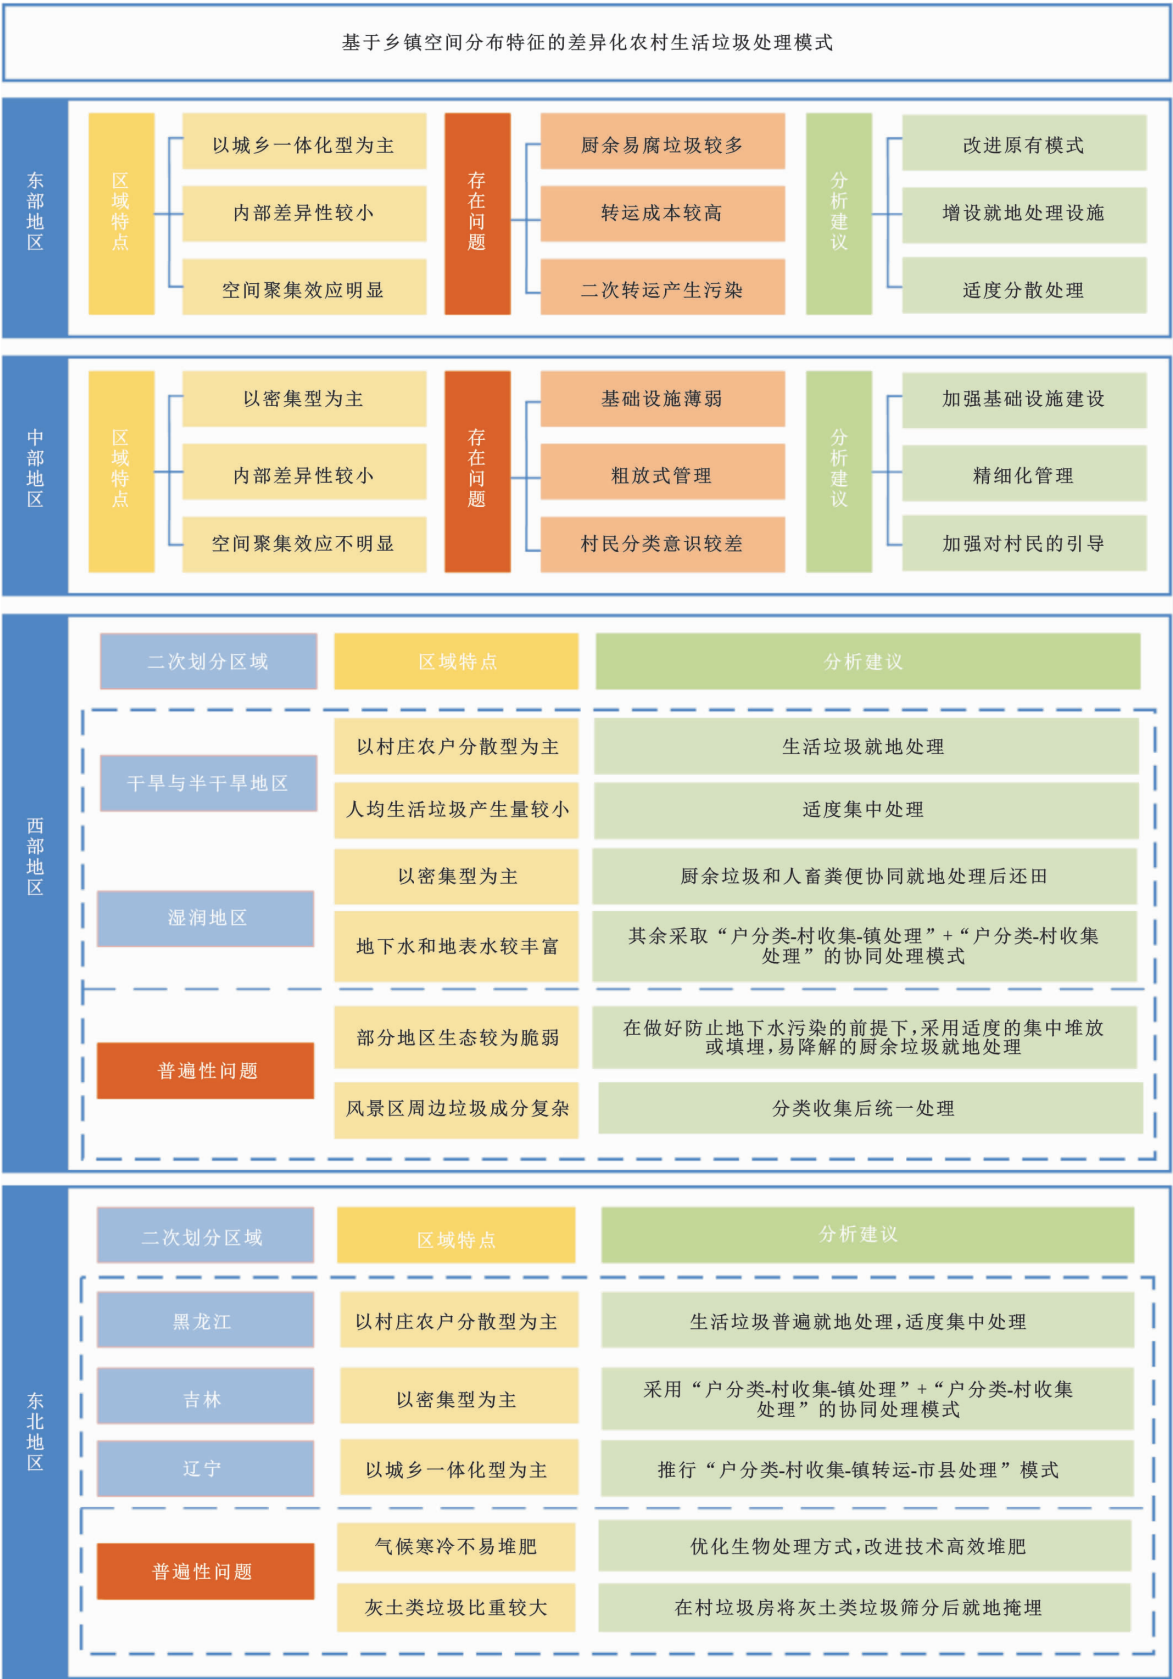 基于乡镇空间分布特征的差异化农村生活垃圾处理模式
东部地区
区域特点
以城乡一体化型为主
内部差异性较小
空间聚集效应明显
存在问题
厨余易腐垃圾较多
转运成本较高
二次转运产生污染
分析建议
改进原有模式
增设就地处理设施
适度分散处理
中部地区
区域特点
以密集型为主
内部差异性较小
空间聚集效应不明显
存在问题
基础设施薄弱
粗放式管理
村民分类意识较差
分析建议
加强基础设施建设
精细化管理
加强对村民的引导
西部地区
二次划分区域
区域特点
分析建议
干旱与半干旱地区
以村庄农户分散型为主
生活垃圾就地处理
人均生活垃圾产生量较小
适度集中处理
湿润地区
以密集型为主
厨余垃圾和人畜粪便协同就地处理后还田
地下水和地表水较丰富
其余采取“户分类-村收集-镇处理”+“户分类-村收集
处理”的协同处理模式
普遍性问题
部分地区生态较为脆弱
在做好防止地下水污染的前提下,采用适度的集中堆放
或填埋,易降解的厨余垃圾就地处理
风景区周边垃圾成分复杂
分类收集后统一处理
东北地区
二次划分区域
区域特点
分析建议
黑龙江
以村庄农户分散型为主
生活垃圾普遍就地处理,适度集中处理
吉林
以密集型为主
采用“户分类-村收集-镇处理”+“户分类-村收集
处理”的协同处理模式
辽宁
以城乡一体化型为主
推行“户分类-村收集-镇转运-市县处理”模式
普遍性问题
气候寒冷不易堆肥
优化生物处理方式,改进技术高效堆肥
灰土类垃圾比重较大
在村垃圾房将灰土类垃圾筛分后就地掩埋